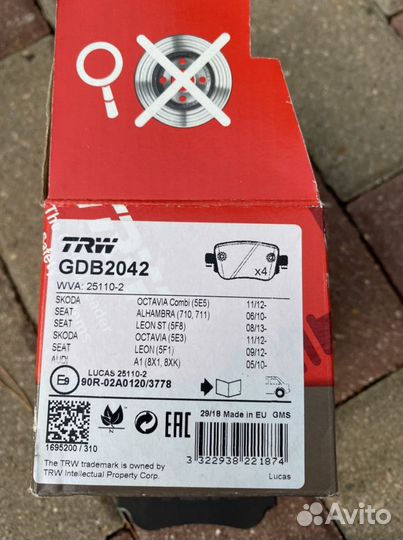 TRW
GDB2042
WVA: 25110-2
x4
SKODA OCTAVIA Combi (5E5) 11/12-
SEAT ALHAMBRA (710, 711) 06/10-
SEAT LEON ST (5F8) 08/13-
SKODA OCTAVIA (5E3) 11/12-
SEAT LEON (5F1) 09/12-
AUDI A1 (8X1, 8XK) 05/10-
LUCAS 25110-2
E9 90R-02A0120/3778
EAC
29/18 Made in EU GMS
1695200 / 310
The TRW trademark is owned by
TRW Intellectual Property Corp.
3 322938 221874
Lucas
Avito